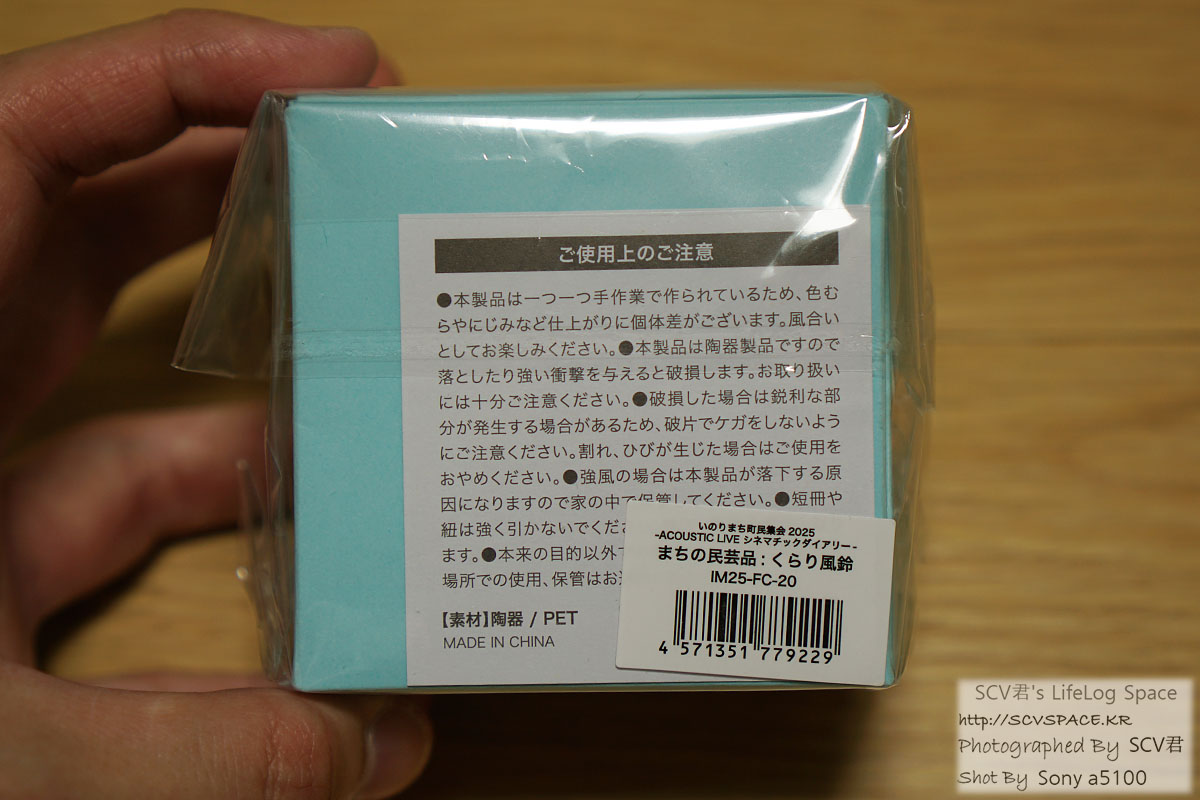 ご使用上のご注意
●本製品は一つ一つ手作業で作られているため、色む
らやにじみなど仕上がりに個体差がございます。風合い
としてお楽しみください。●本製品は陶器製品ですので
落としたり強い衝撃を与えると破損します。お取り扱い
には十分ご注意ください。●破損した場合は鋭利な部
分が発生する場合があるため、破片でケガをしないよう
にご注意ください。割れ、ひびが生じた場合はご使用を
おやめください。●強風の場合は本製品が落下する原
因になりますので家の中で保管してください。●短冊や
紐は強く引かないでくださ
ます。●本来の目的以外
場所での使用、保管はお
【素材】陶器 / PET
MADE IN CHINA
いのりまち町民集会 2025
-ACOUSTIC LIVE シネマチックダイアリー-
まちの民芸品 : くらり風鈴
IM25-FC-20
4 571351 779229
SCV君's LifeLog Space
http://SCVSPACE.KR
Photographed By SCV君
Shot By Sony a5100